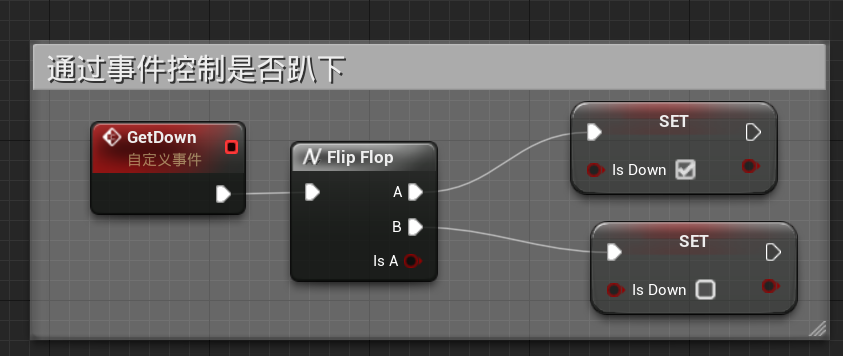 通过事件控制是否趴下
GetDown
自定义事件
Flip Flop
A
B
Is A
SET
Is Down
SET
Is Down